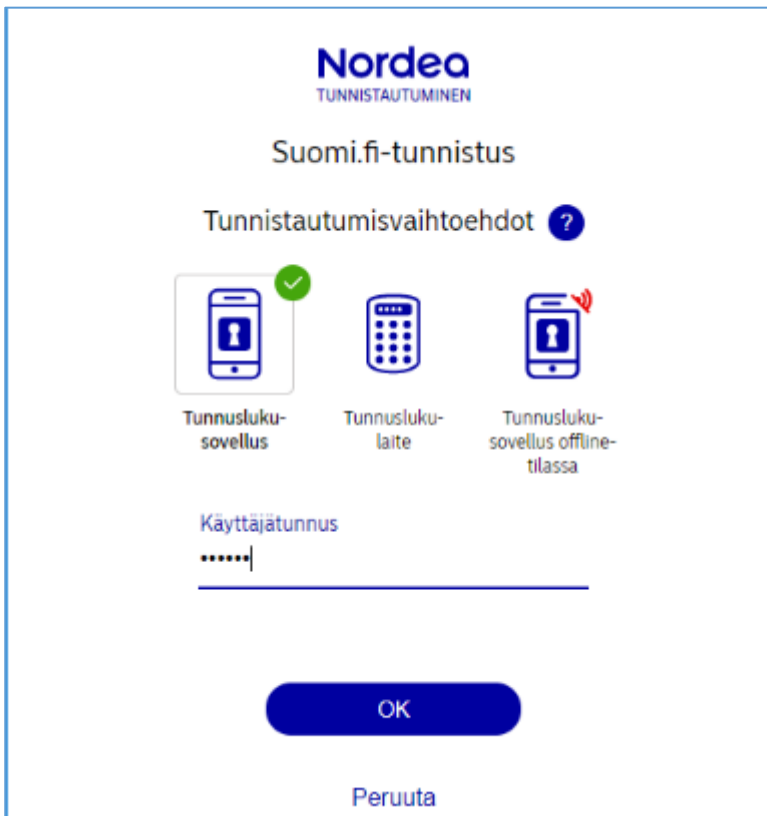 Nordea
TUNNISTAUTUMINEN
Suomi.fi-tunnistus
Tunnistautumisvaihtoehdot ?
Tunnusluku-
sovellus
Tunnusluku-
laite
Tunnusluku-
sovellus offline-
tilassa
Käyttäjätunnus
••••••
OK
Peruuta